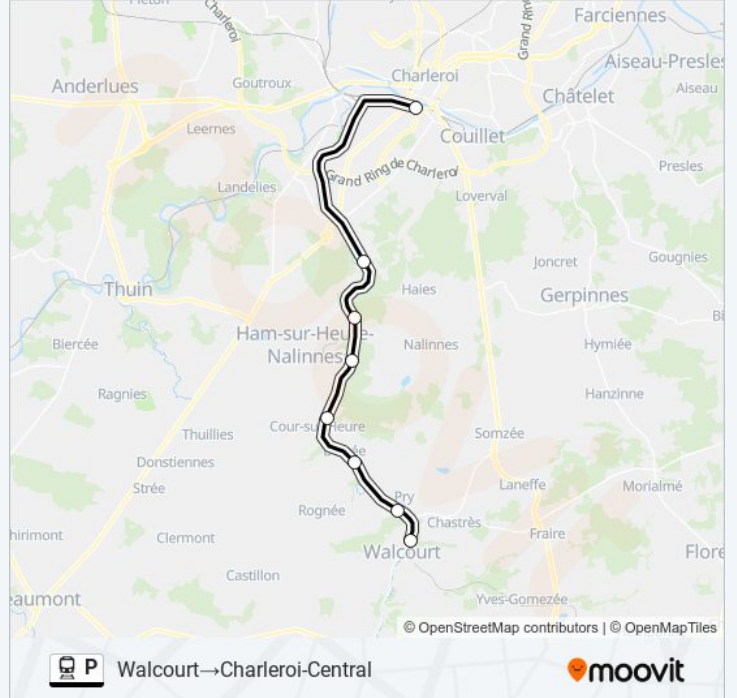 Pieton
Charleroi
Grand Ring
Farciennes
Aiseau-Presles
Charleroi
Anderlues
Goutroux
Châtelet
Aiseau
Leernes
Couillet
Presles
Grand Ring de Charleroi
Landelies
Loverval
Joncret
Gougnies
Thuin
Haies
Gerpinnes
Bi
Ham-sur-Heure-
Nalinnes
Biercée
Nalinnes
Hymiée
Ragnies
Hanzinne
Cour-sur-Heure
Thuillies
Somzée
Donstiennes
Strée
Laneffe
Morialmé
Pry
Rognée
Chastrès
hirimont
Clermont
Fraire
Walcourt
Flore
Castillon
Yves-Gomezée
eaumont
© OpenStreetMap contributors | © OpenMapTiles
P
Walcourt→Charleroi-Central
moovit